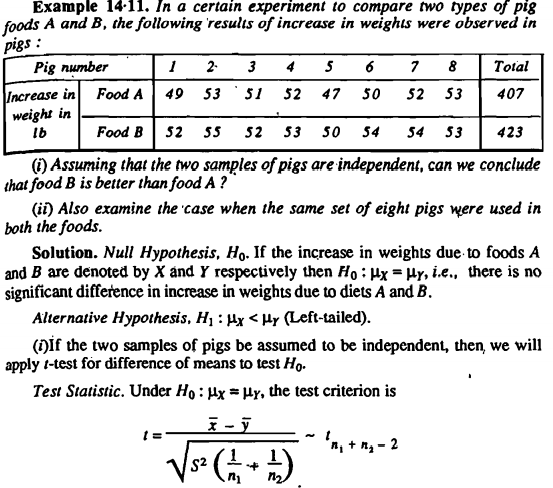 Example 14·11. In a certain experiment to compare two types of pig
foods A and B, the following results of increase in weights were observed in
pigs :
Pig number 1 2 3 4 5 6 7 8 Total
Increase in weight in lb Food A 49 53 51 52 47 50 52 53 407
Food B 52 55 52 53 50 54 54 53 423
(i) Assuming that the two samples of pigs are independent, can we conclude
that food B is better than food A ?
(ii) Also examine the case when the same set of eight pigs were used in
both the foods.
Solution. Null Hypothesis, H₀. If the increase in weights due to foods A
and B are denoted by X and Y respectively then H₀ : μ_X = μ_Y, i.e., there is no
significant difference in increase in weights due to diets A and B.
Alternative Hypothesis, H₁ : μ_X < μ_Y (Left-tailed).
(i)If the two samples of pigs be assumed to be independent, then, we will
apply t-test for difference of means to test H₀.
Test Statistic. Under H₀ : μ_X = μ_Y, the test criterion is
t = (x̄ − ȳ) / √(S² (1/n₁ + 1/n₂)) ~ t_{n₁ + n₂ − 2}